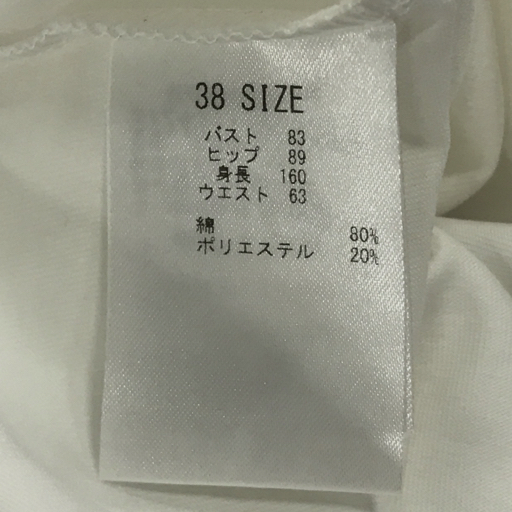 38 SIZE
バスト 83
ヒップ 89
身長 160
ウエスト 63
綿 80%
ポリエステル 20%